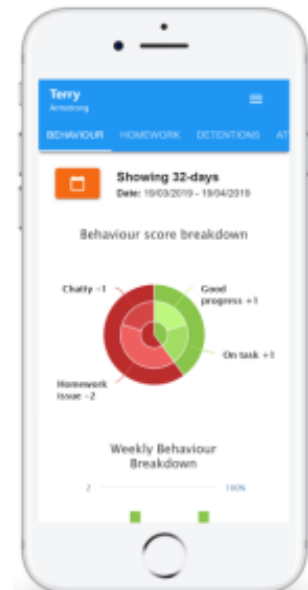 Terry
Armstrong
BEHAVIOUR HOMEWORK DETENTIONS AT
Showing 32-days
Date: 19/03/2019 - 19/04/2019
Behaviour score breakdown
Chatty -1
Good
progress +1
On task +1
Homework
issue -2
Weekly Behaviour
Breakdown
2 100%